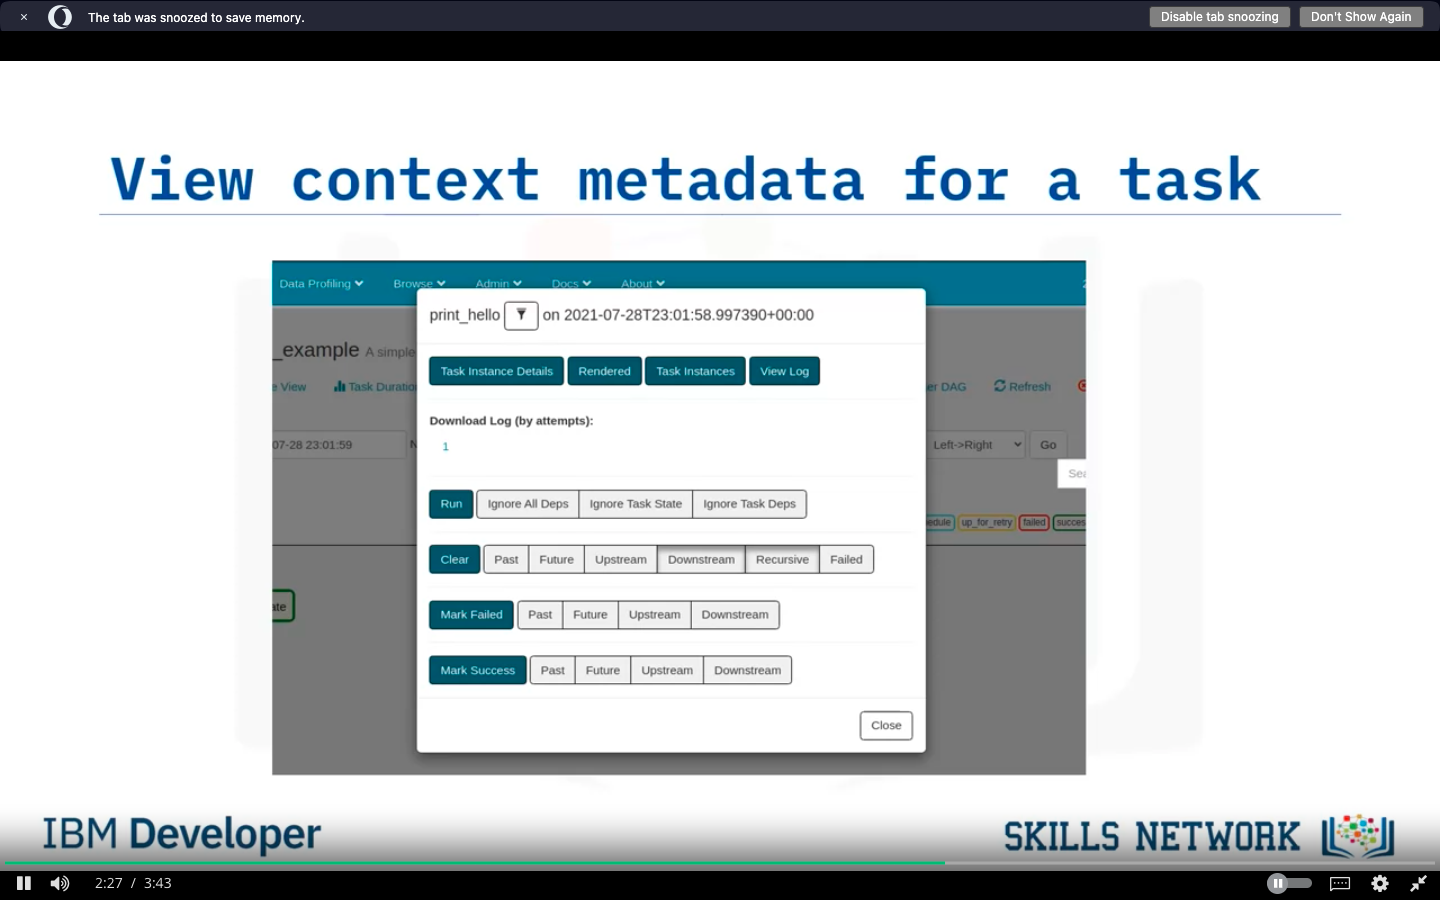 The tab was snoozed to save memory.
Disable tab snoozing
Don't Show Again
View context metadata for a task
Data Profiling Browse Admin Docs About
print_hello on 2021-07-28T23:01:58.997390+00:00
_example A simple
Task Instance Details Rendered Task Instances View Log
e View Task Duratio er DAG Refresh
Download Log (by attempts):
07-28 23:01:59 N 1 Left->Right Go
Sea
Run Ignore All Deps Ignore Task State Ignore Task Deps
edule up_for_retry failed succes
Clear Past Future Upstream Downstream Recursive Failed
ate
Mark Failed Past Future Upstream Downstream
Mark Success Past Future Upstream Downstream
Close
IBM Developer
SKILLS NETWORK
2:27 / 3:43